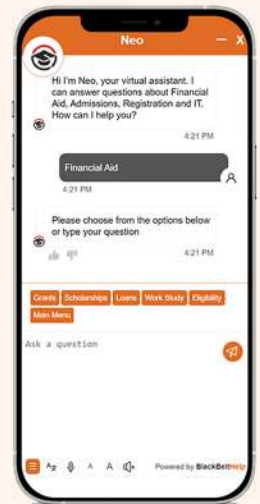 Neo
— X
Hi I'm Neo, your virtual assistant. I
can answer questions about Financial
Aid, Admissions, Registration and IT.
How can I help you?
4:21 PM
Financial Aid
4:21 PM
Please choose from the options below
or type your question
4:21 PM
Grants Scholarships Loans Work Study Eligibility
Main Menu
Ask a question
A A Powered by BlackBeltHelp